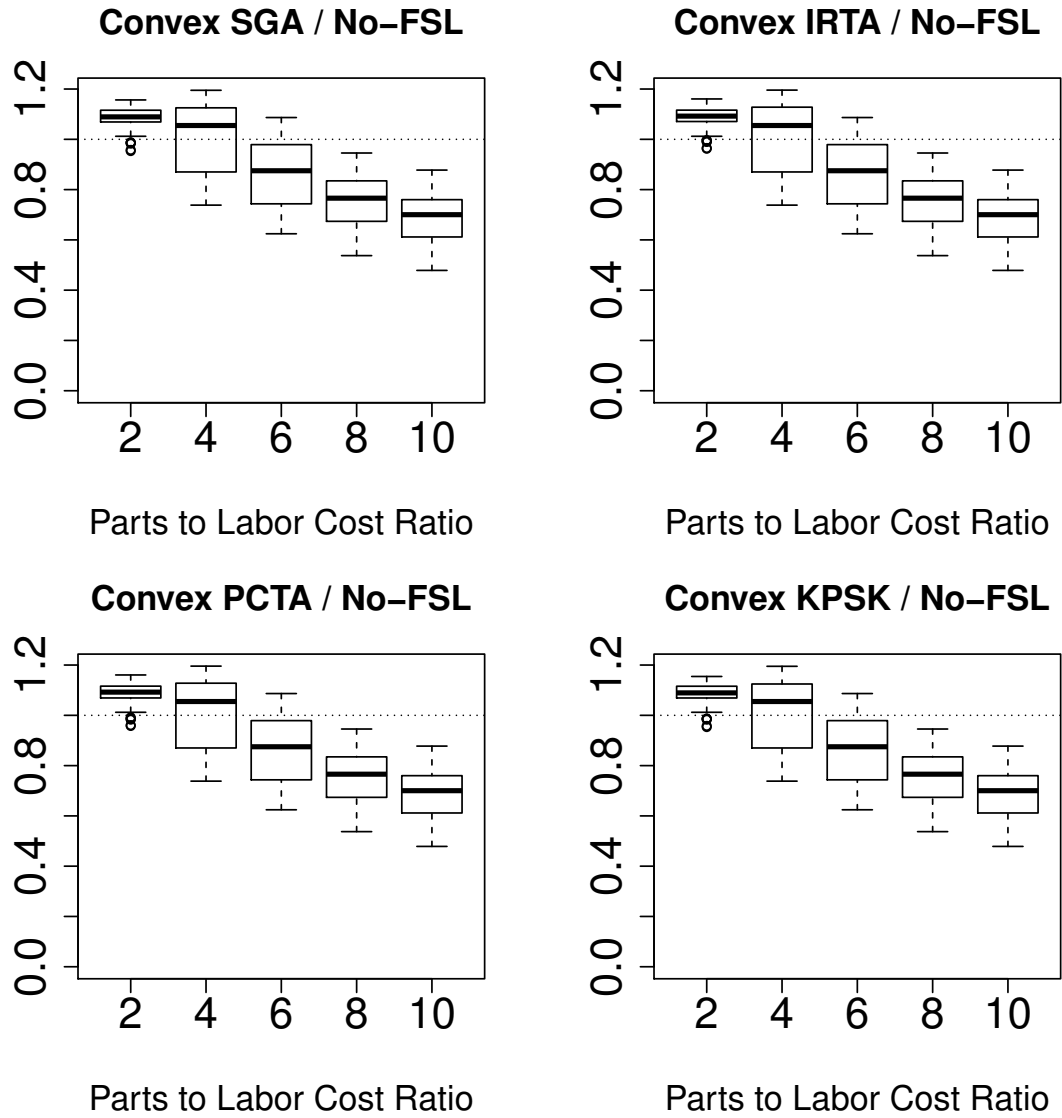 Convex SGA / No−FSL
1.2
0.8
0.4
0.0
2 4 6 8 10
Parts to Labor Cost Ratio
Convex IRTA / No−FSL
1.2
0.8
0.4
0.0
2 4 6 8 10
Parts to Labor Cost Ratio
Convex PCTA / No−FSL
1.2
0.8
0.4
0.0
2 4 6 8 10
Parts to Labor Cost Ratio
Convex KPSK / No−FSL
1.2
0.8
0.4
0.0
2 4 6 8 10
Parts to Labor Cost Ratio